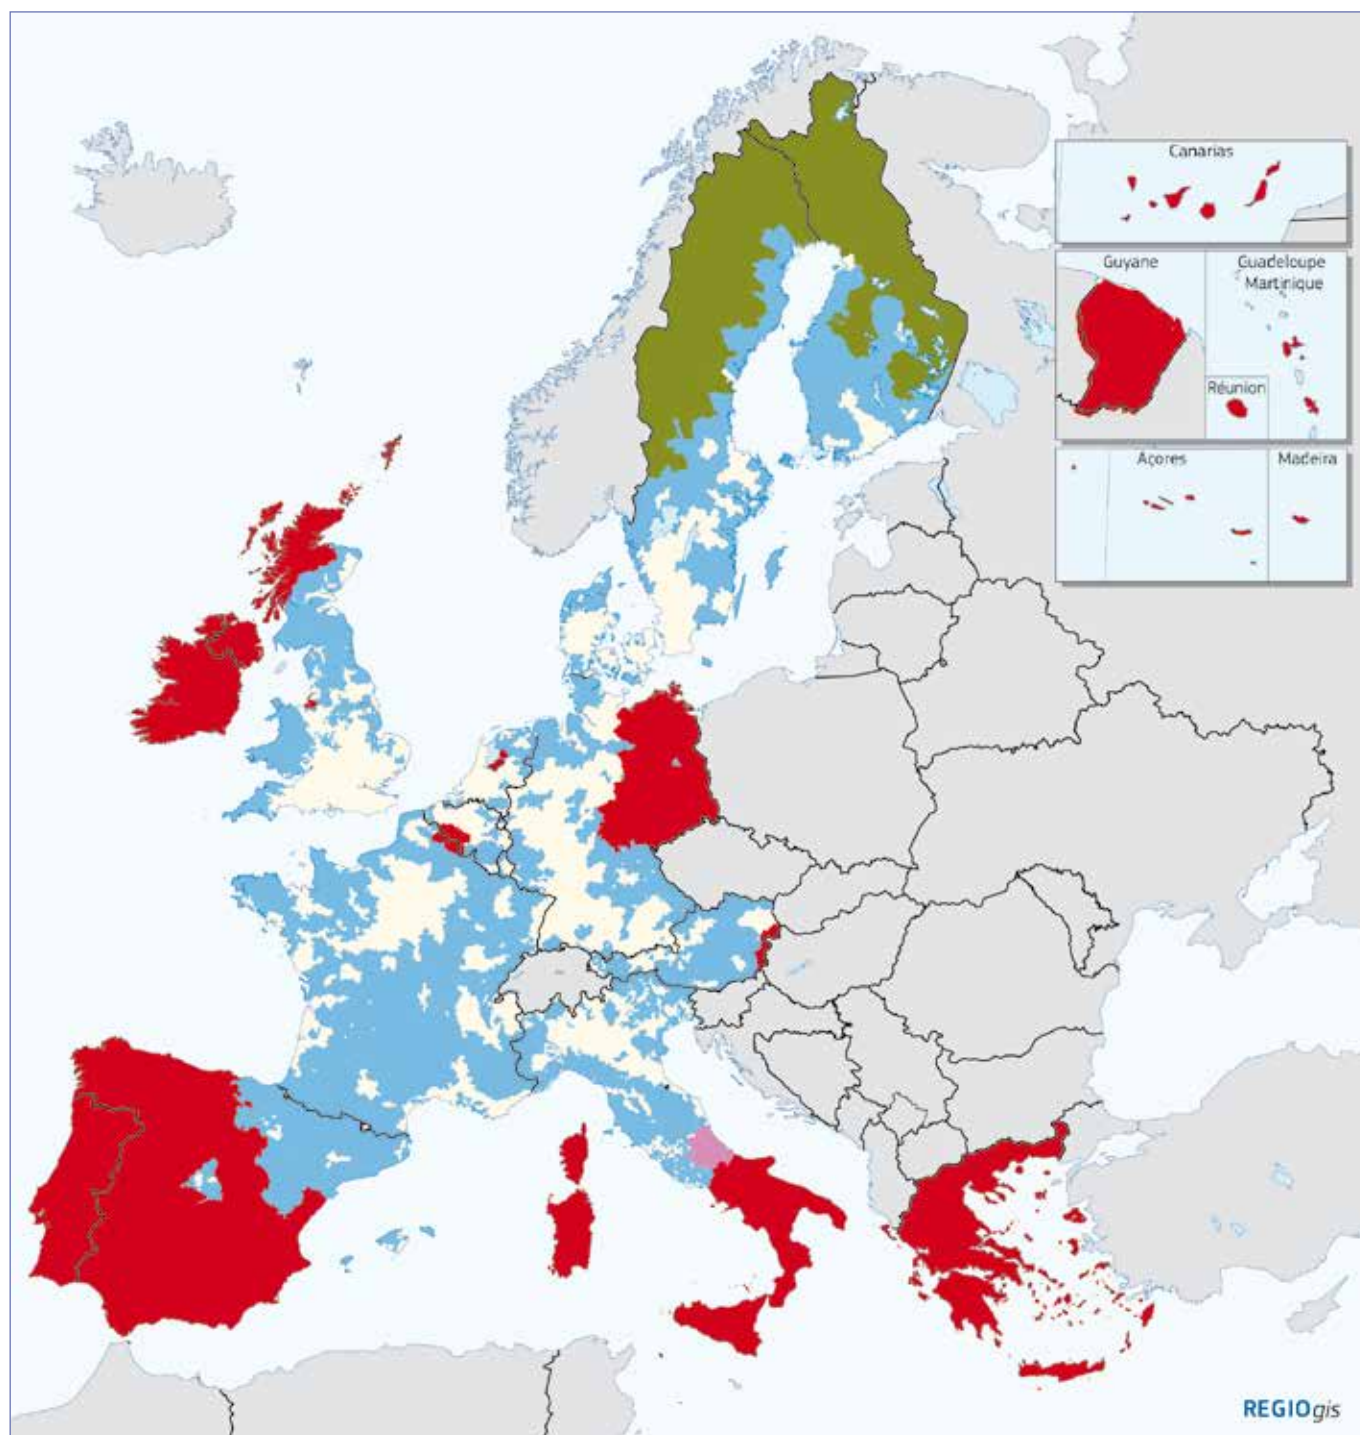 Canarias
Guyane
Guadeloupe
Martinique
Réunion
Açores
Madeira
REGIOgis